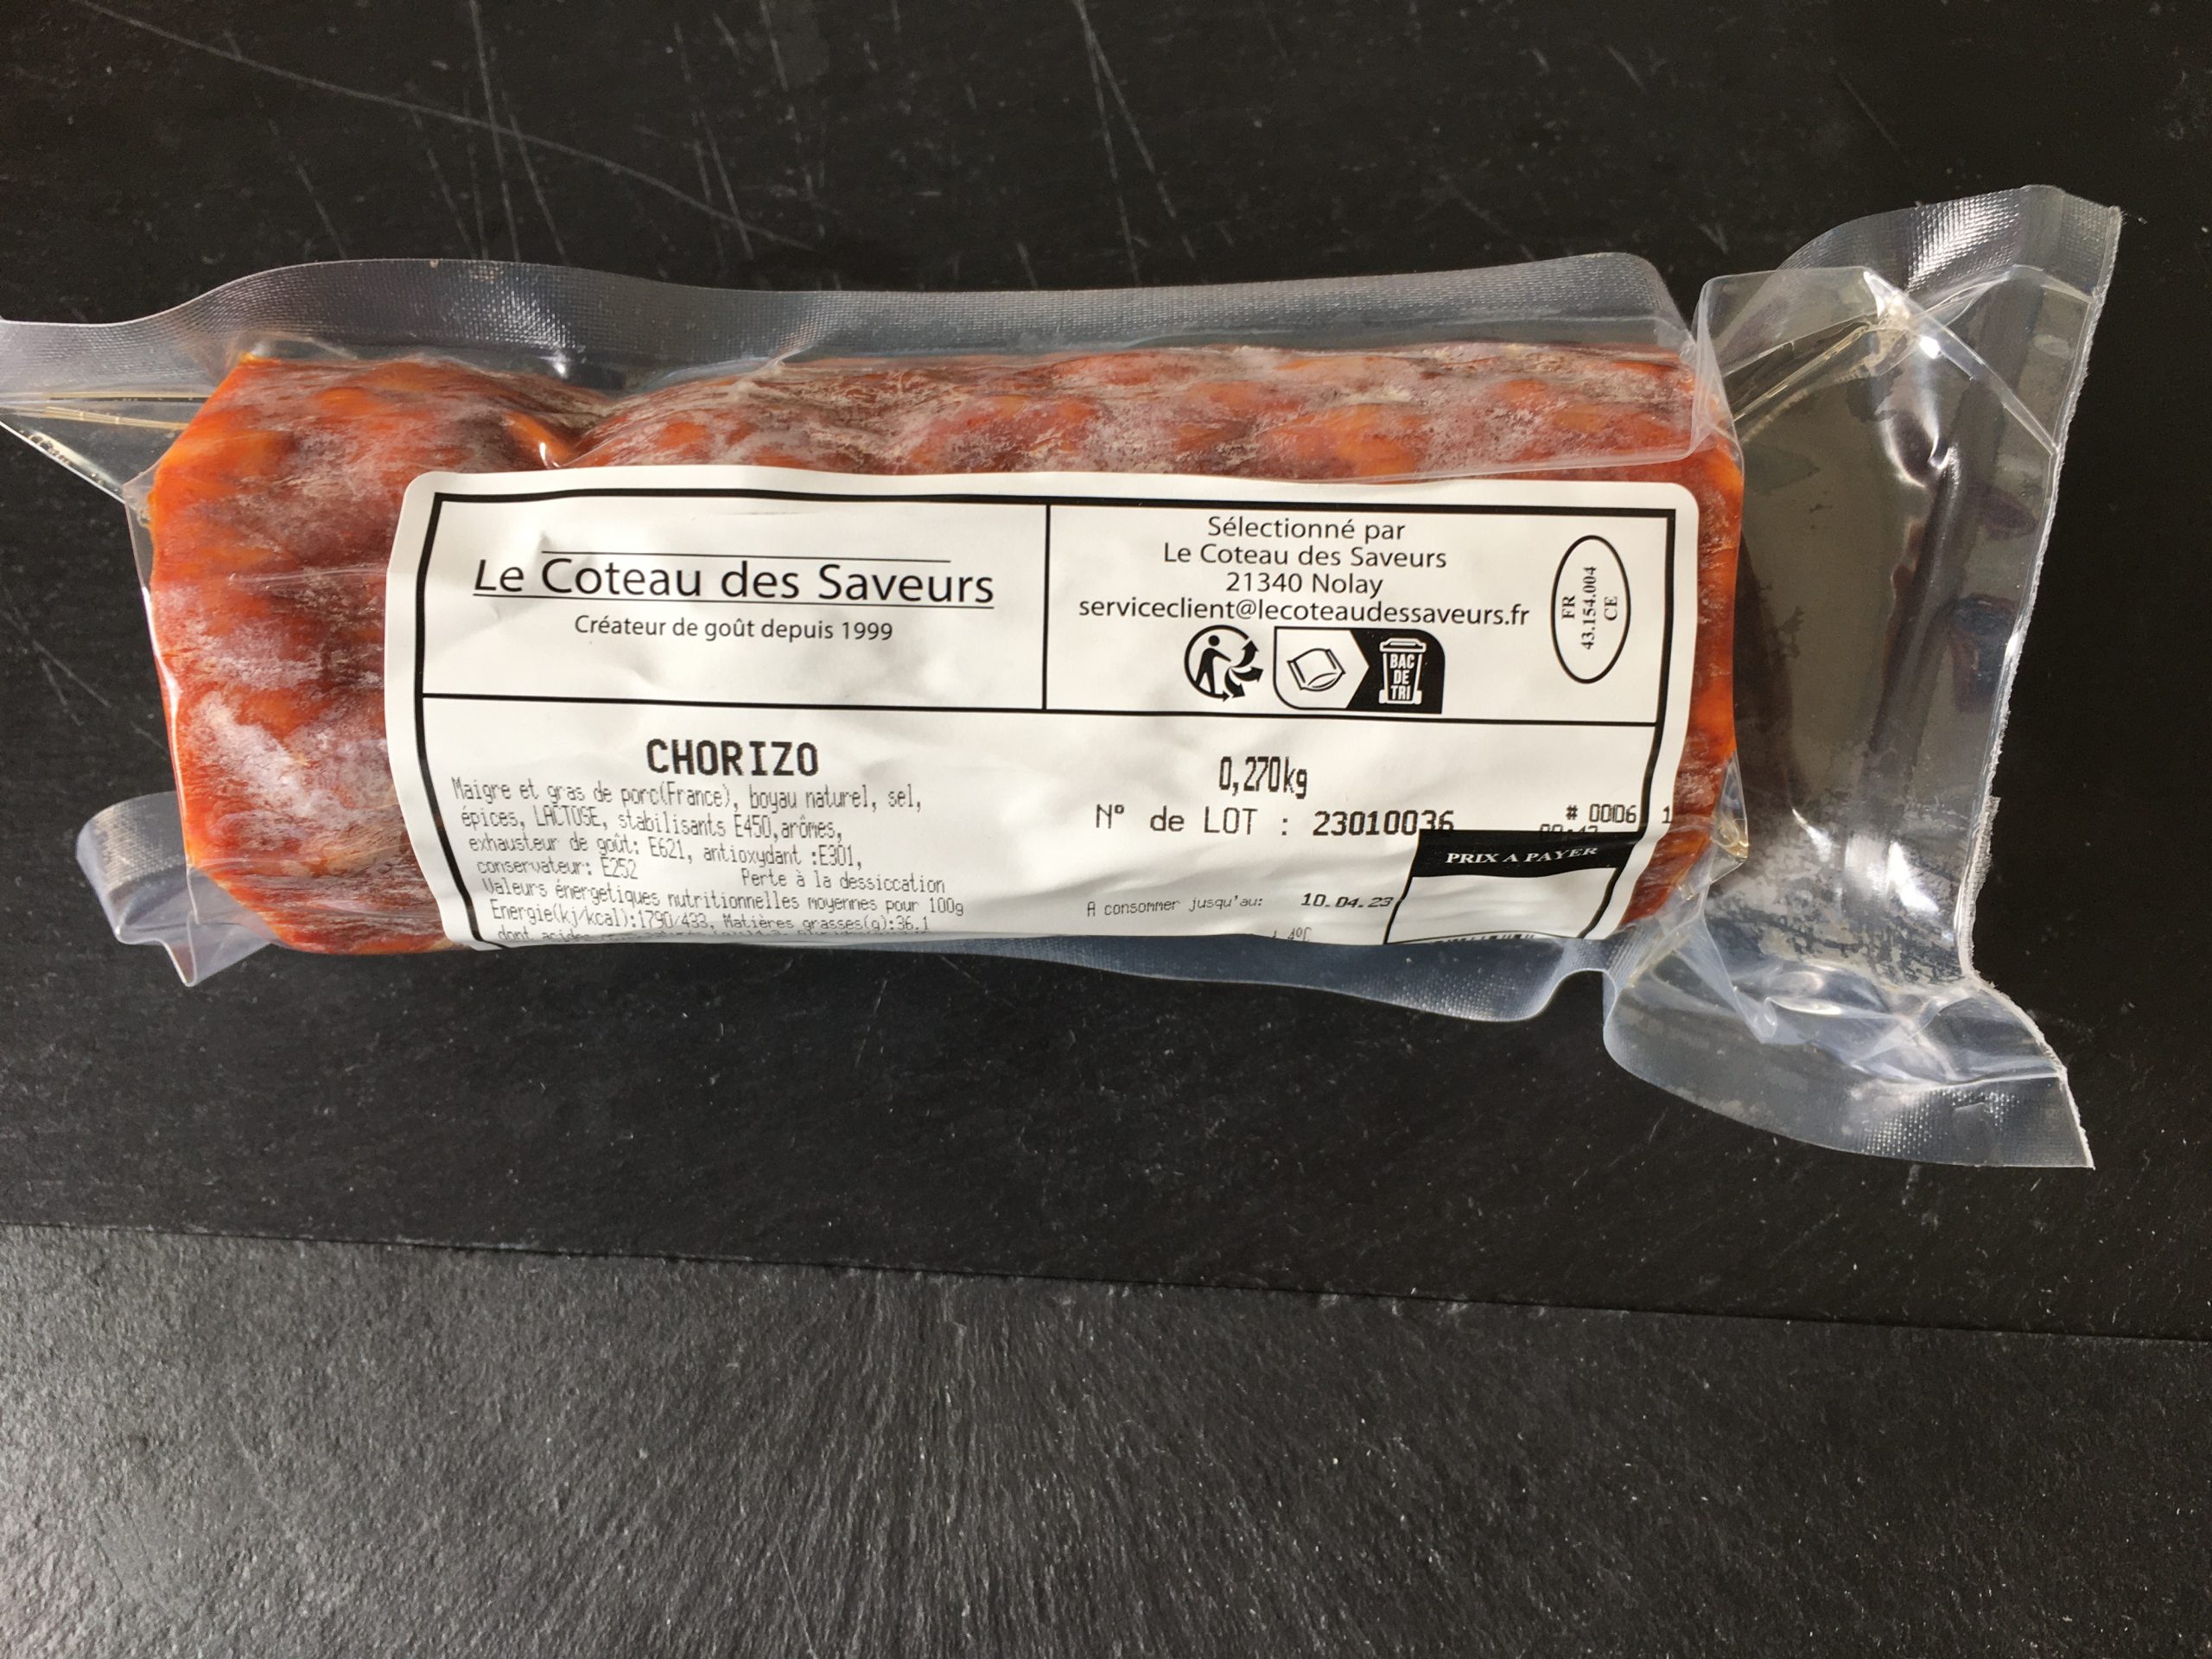 Le Coteau des Saveurs
Créateur de goût depuis 1999
Sélectionné par
Le Coteau des Saveurs
21340 Nolay
serviceclient@lecoteaudessaveurs.fr
FR
43.154.004
CE
BAC
DE
TRI
CHORIZO
Maigre et gras de porc(France), boyau naturel, sel,
épices, LACTOSE, stabilisants E450,arômes,
exhausteur de goût: E621, antioxydant :E301,
conservateur: E252
Perte à la dessiccation
Valeurs énergetiques nutritionnelles moyennes pour 100g
Energie(kj/kcal):1790/433, Matières grasses(g):36.1
dont
0,270kg
N° de LOT : 23010036
# 0006 1
PRIX A PAYER
A consommer jusqu'au: 10.04.23
4°C